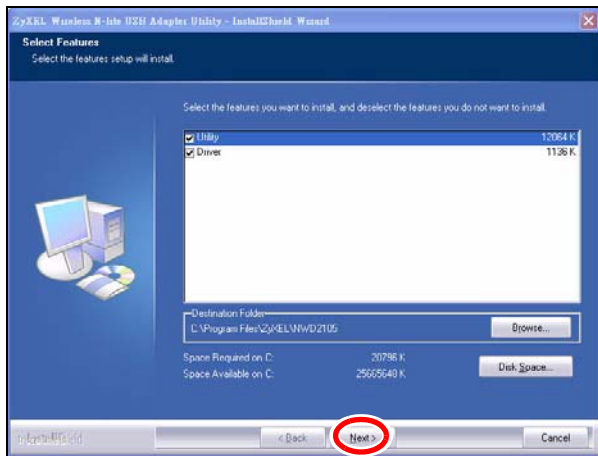 ZyXEL Wireless N-lite USB Adapter Utility - InstallShield Wizard
Select Features
Select the features setup will install.
Select the features you want to install, and deselect the features you do not want to install.
Utility 12064 K
Driver 1136 K
Destination Folder
C:\Program Files\ZyXEL\NWD2105
Browse...
Space Required on C: 20796 K
Space Available on C: 25665640 K
Disk Space...
InstallShield
< Back
Next >
Cancel